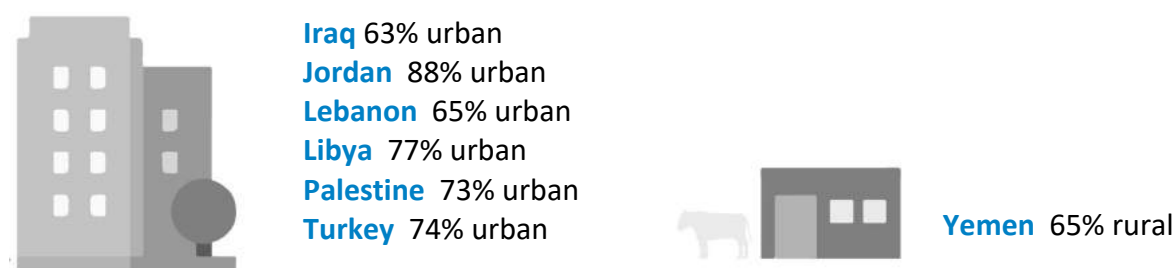 Iraq 63% urban
Jordan 88% urban
Lebanon 65% urban
Libya 77% urban
Palestine 73% urban
Turkey 74% urban
Yemen 65% rural